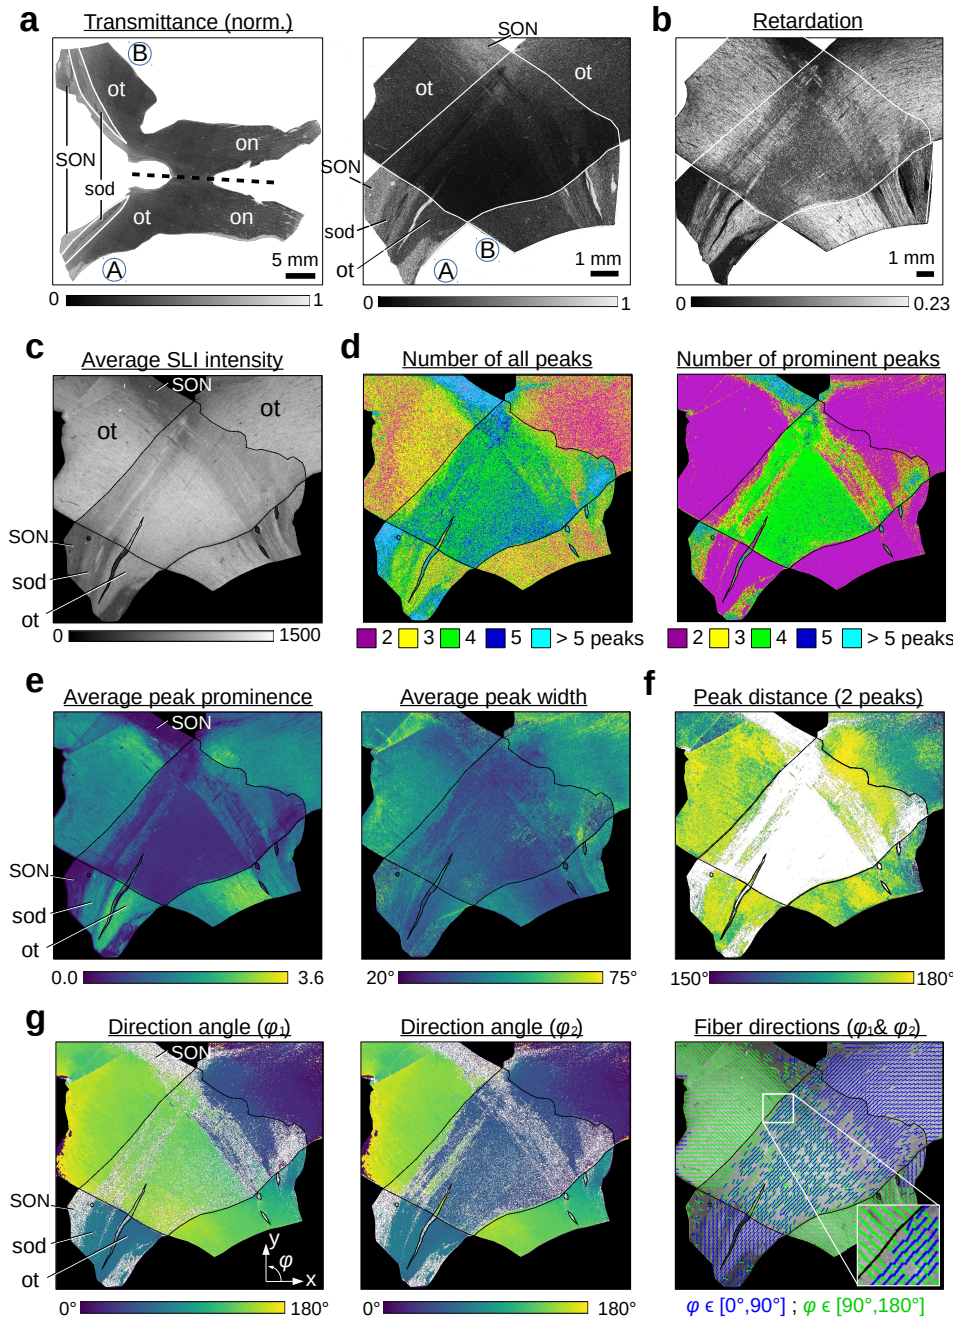 a
Transmittance (norm.)
SON
b
Retardation
B
ot
on
SON
sod
ot
on
A
5 mm
0
1
ot
ot
SON
sod
ot
A
B
1 mm
0
1
1 mm
0
0.23
c
Average SLI intensity
SON
ot
ot
SON
sod
ot
0
1500
d
Number of all peaks
2 3 4 5 > 5 peaks
Number of prominent peaks
2 3 4 5 > 5 peaks
e
Average peak prominence
SON
SON
sod
ot
0.0
3.6
Average peak width
20°
75°
f
Peak distance (2 peaks)
150°
180°
g
Direction angle (φ₁)
SON
SON
sod
ot
y
φ
x
0°
180°
Direction angle (φ₂)
0°
180°
Fiber directions (φ₁& φ₂)
φ ϵ [0°,90°] ; φ ϵ [90°,180°]